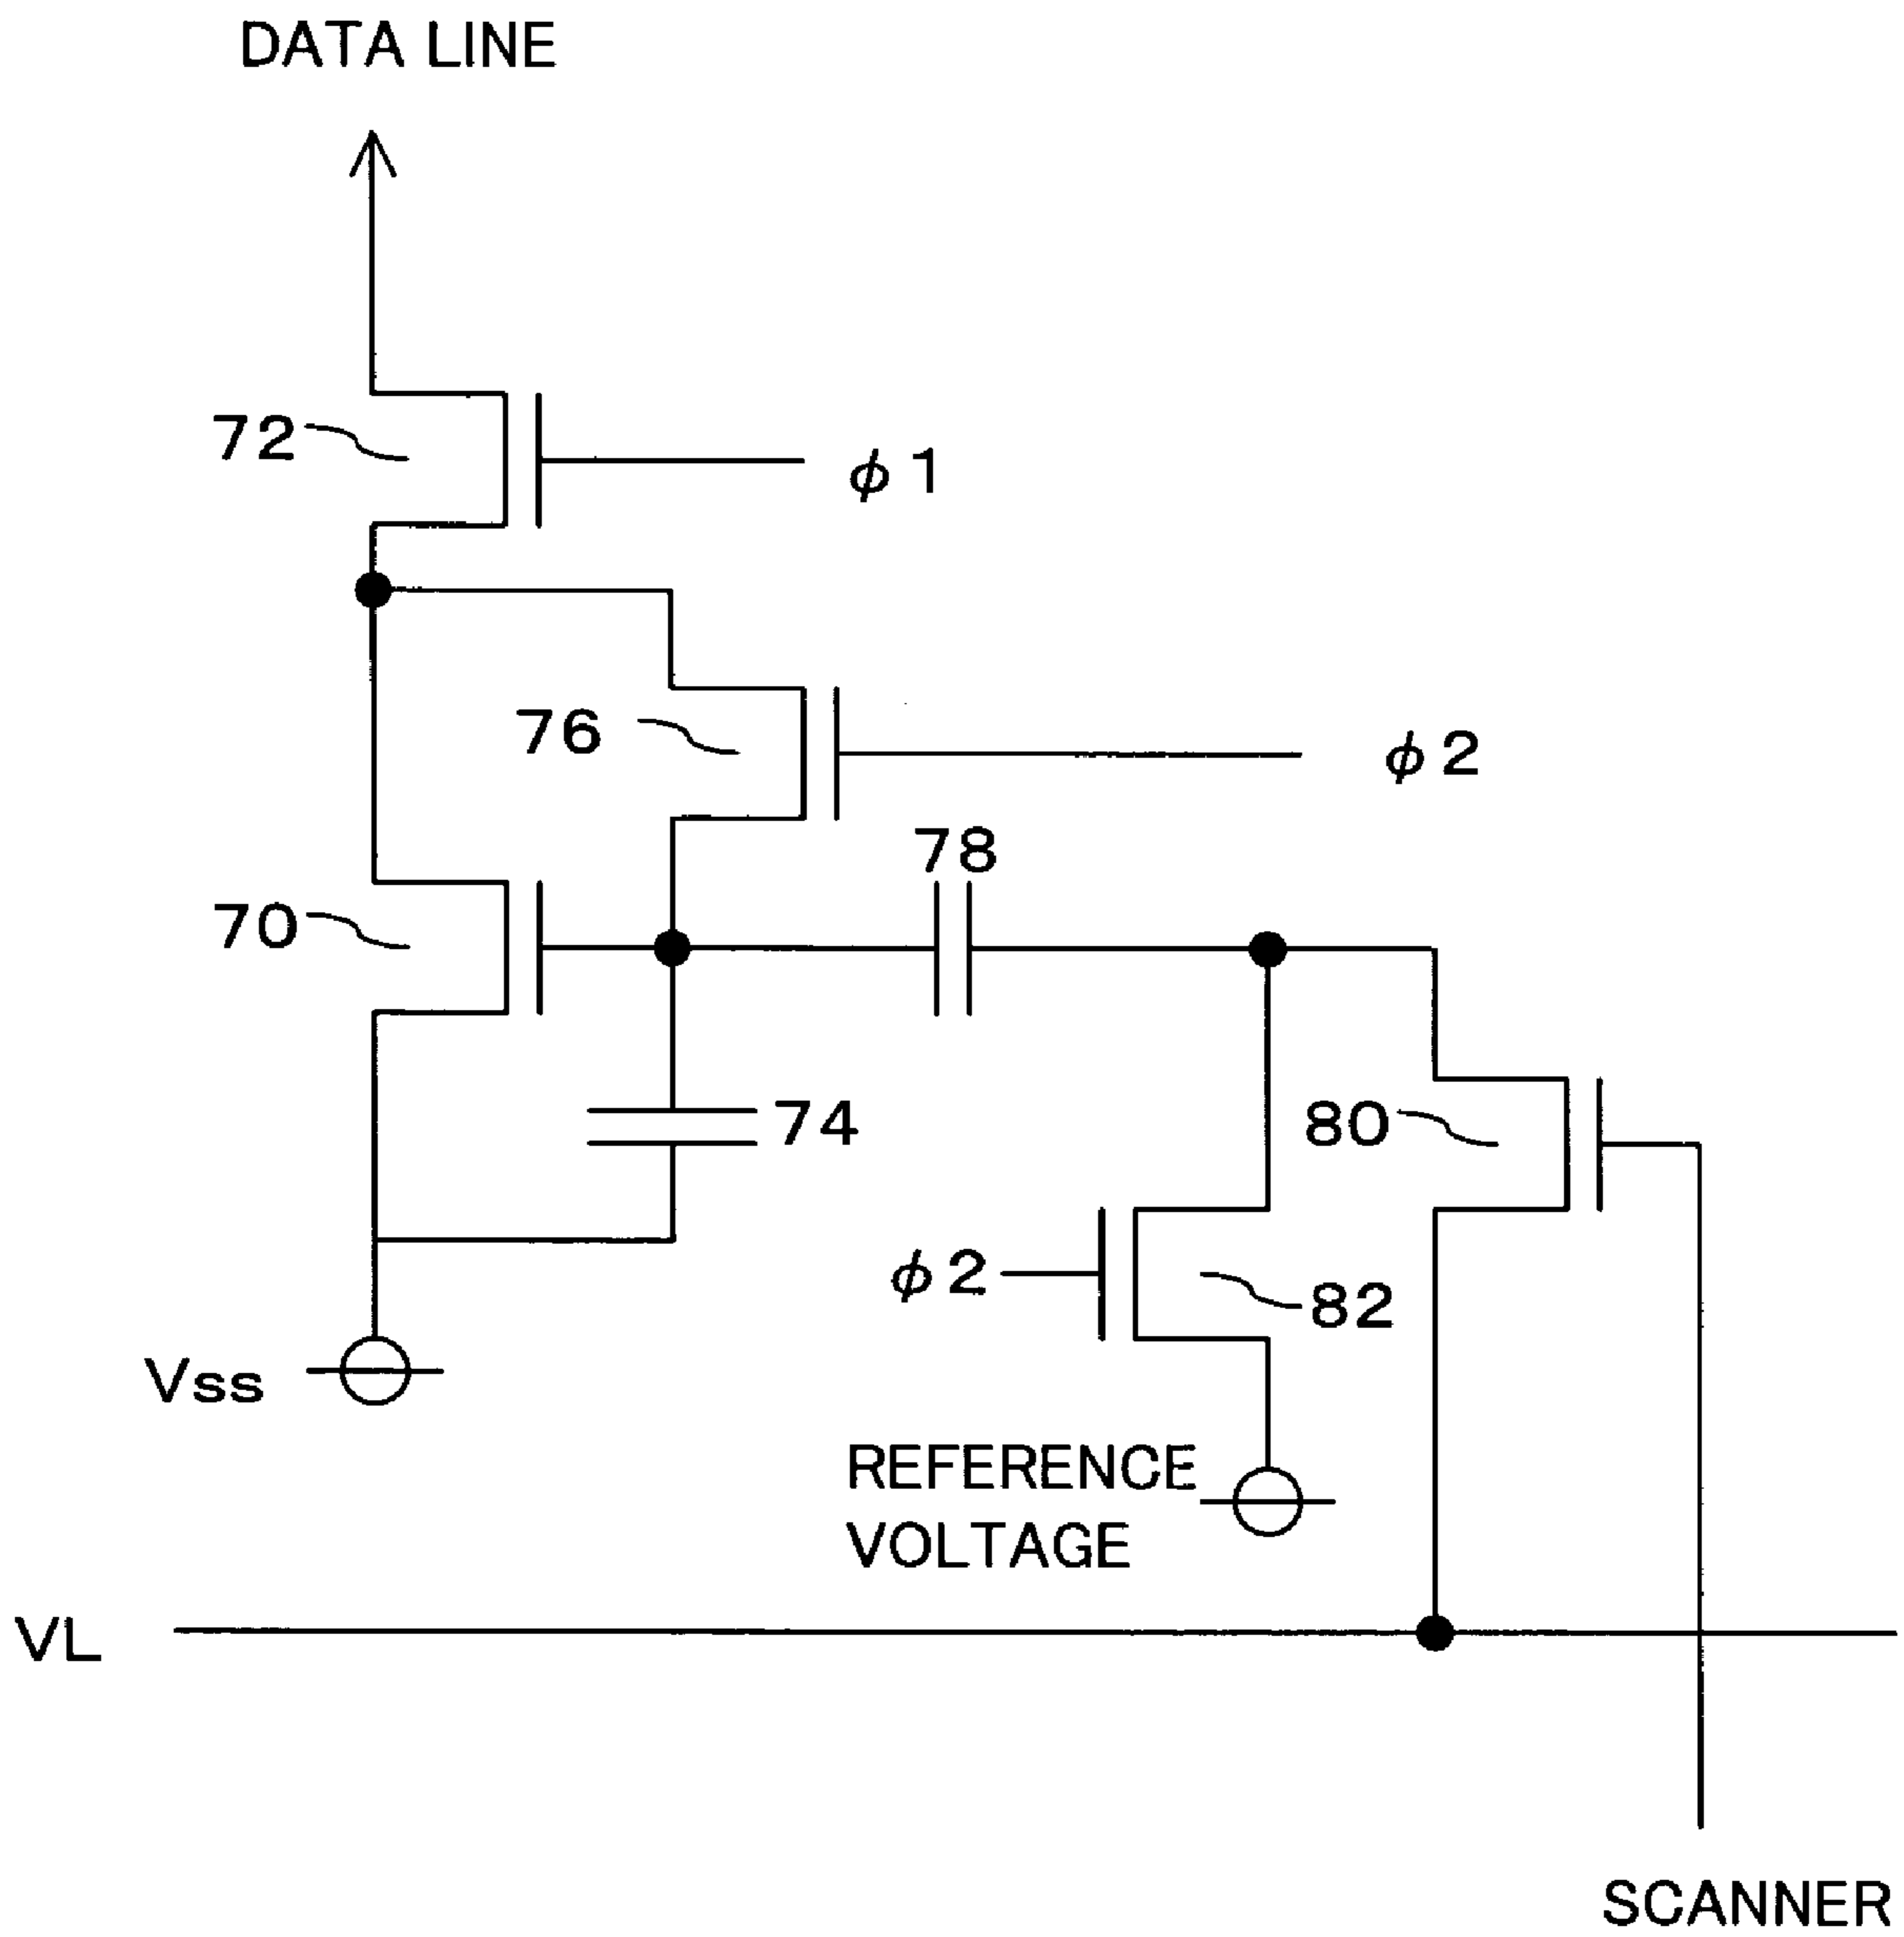 DATA LINE
72
φ1
76
φ2
78
70
74
80
φ2
82
Vss
REFERENCE
VOLTAGE
VL
SCANNER